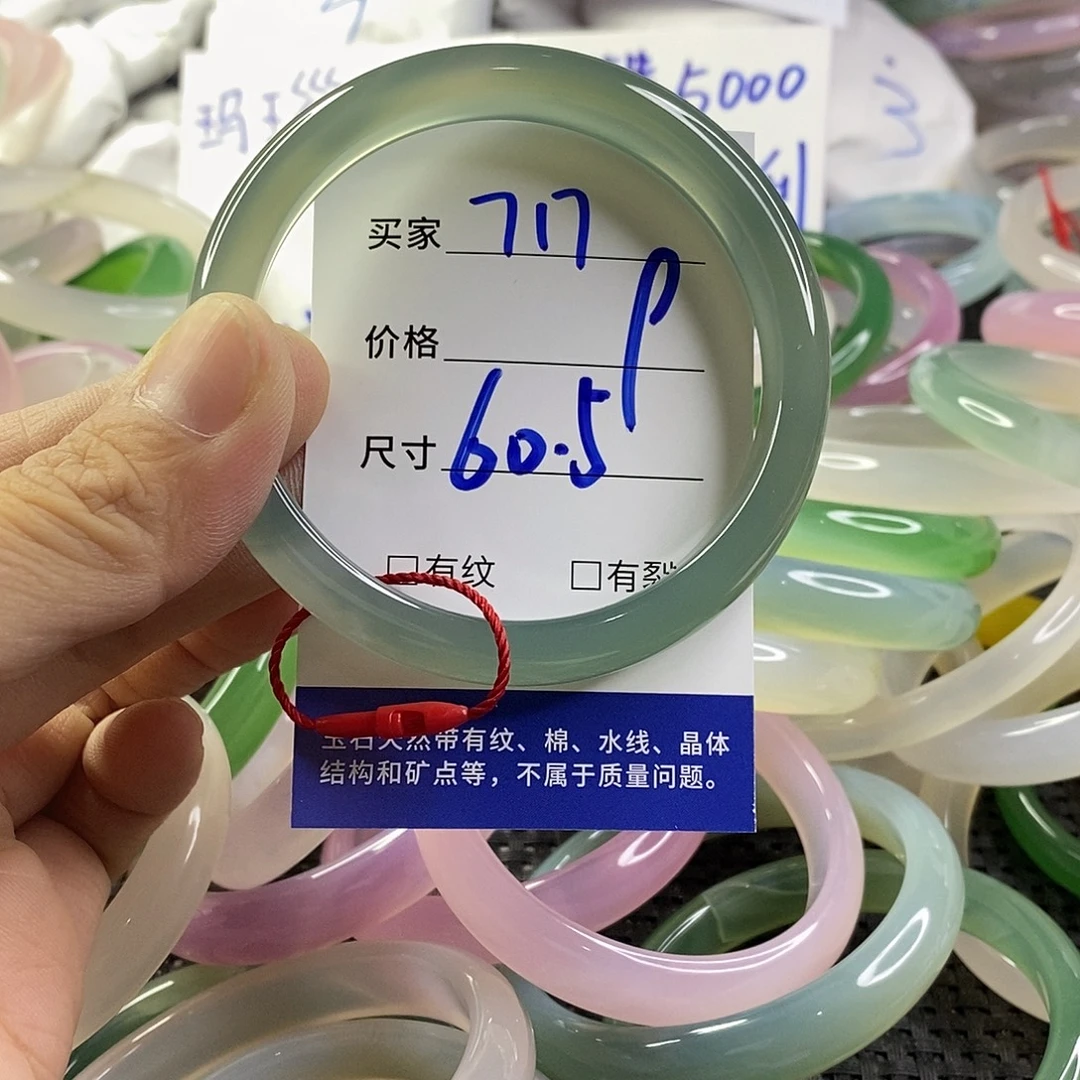 玛
5000
利
买家 717
价格 P
尺寸 60.5
□有纹 □有裂
玉石天然带有纹、棉、水线、晶体
结构和矿点等，不属于质量问题。